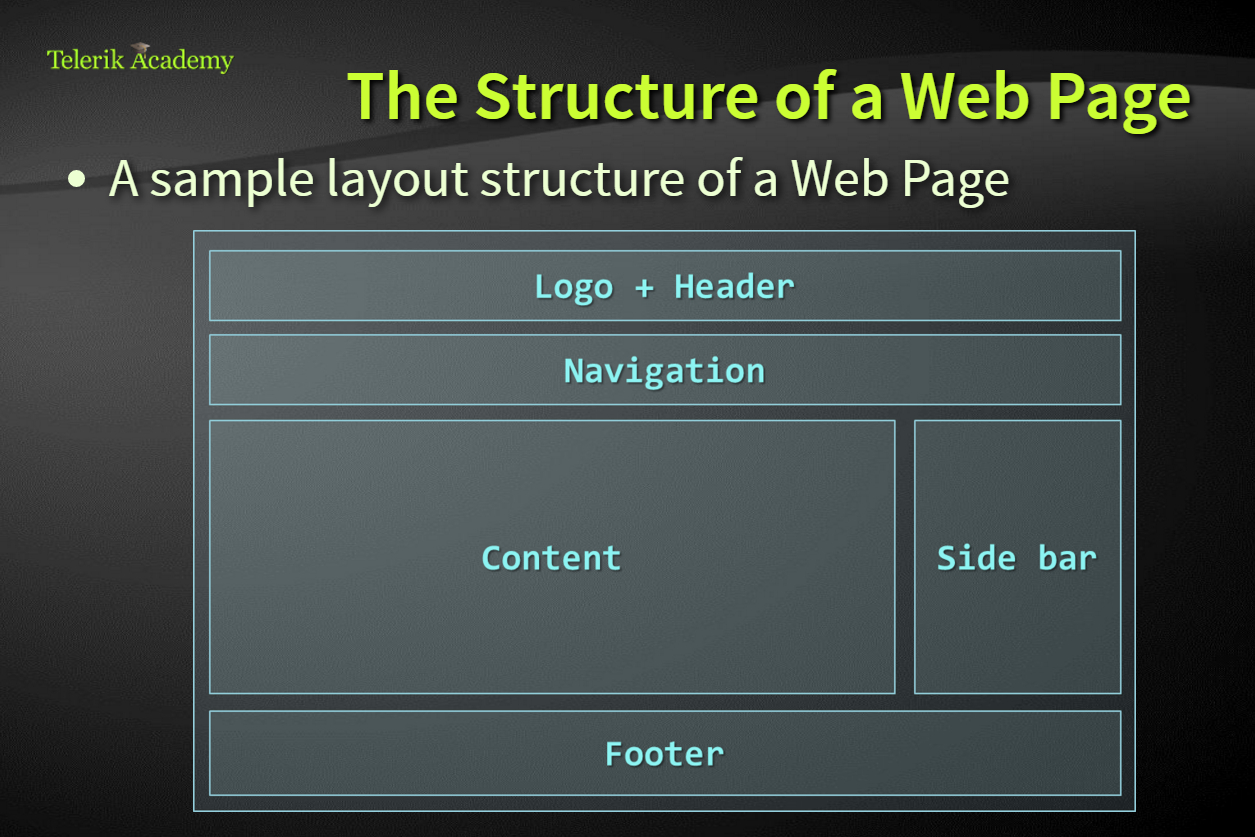 Telerik Academy
The Structure of a Web Page
• A sample layout structure of a Web Page
Logo + Header
Navigation
Content
Side bar
Footer